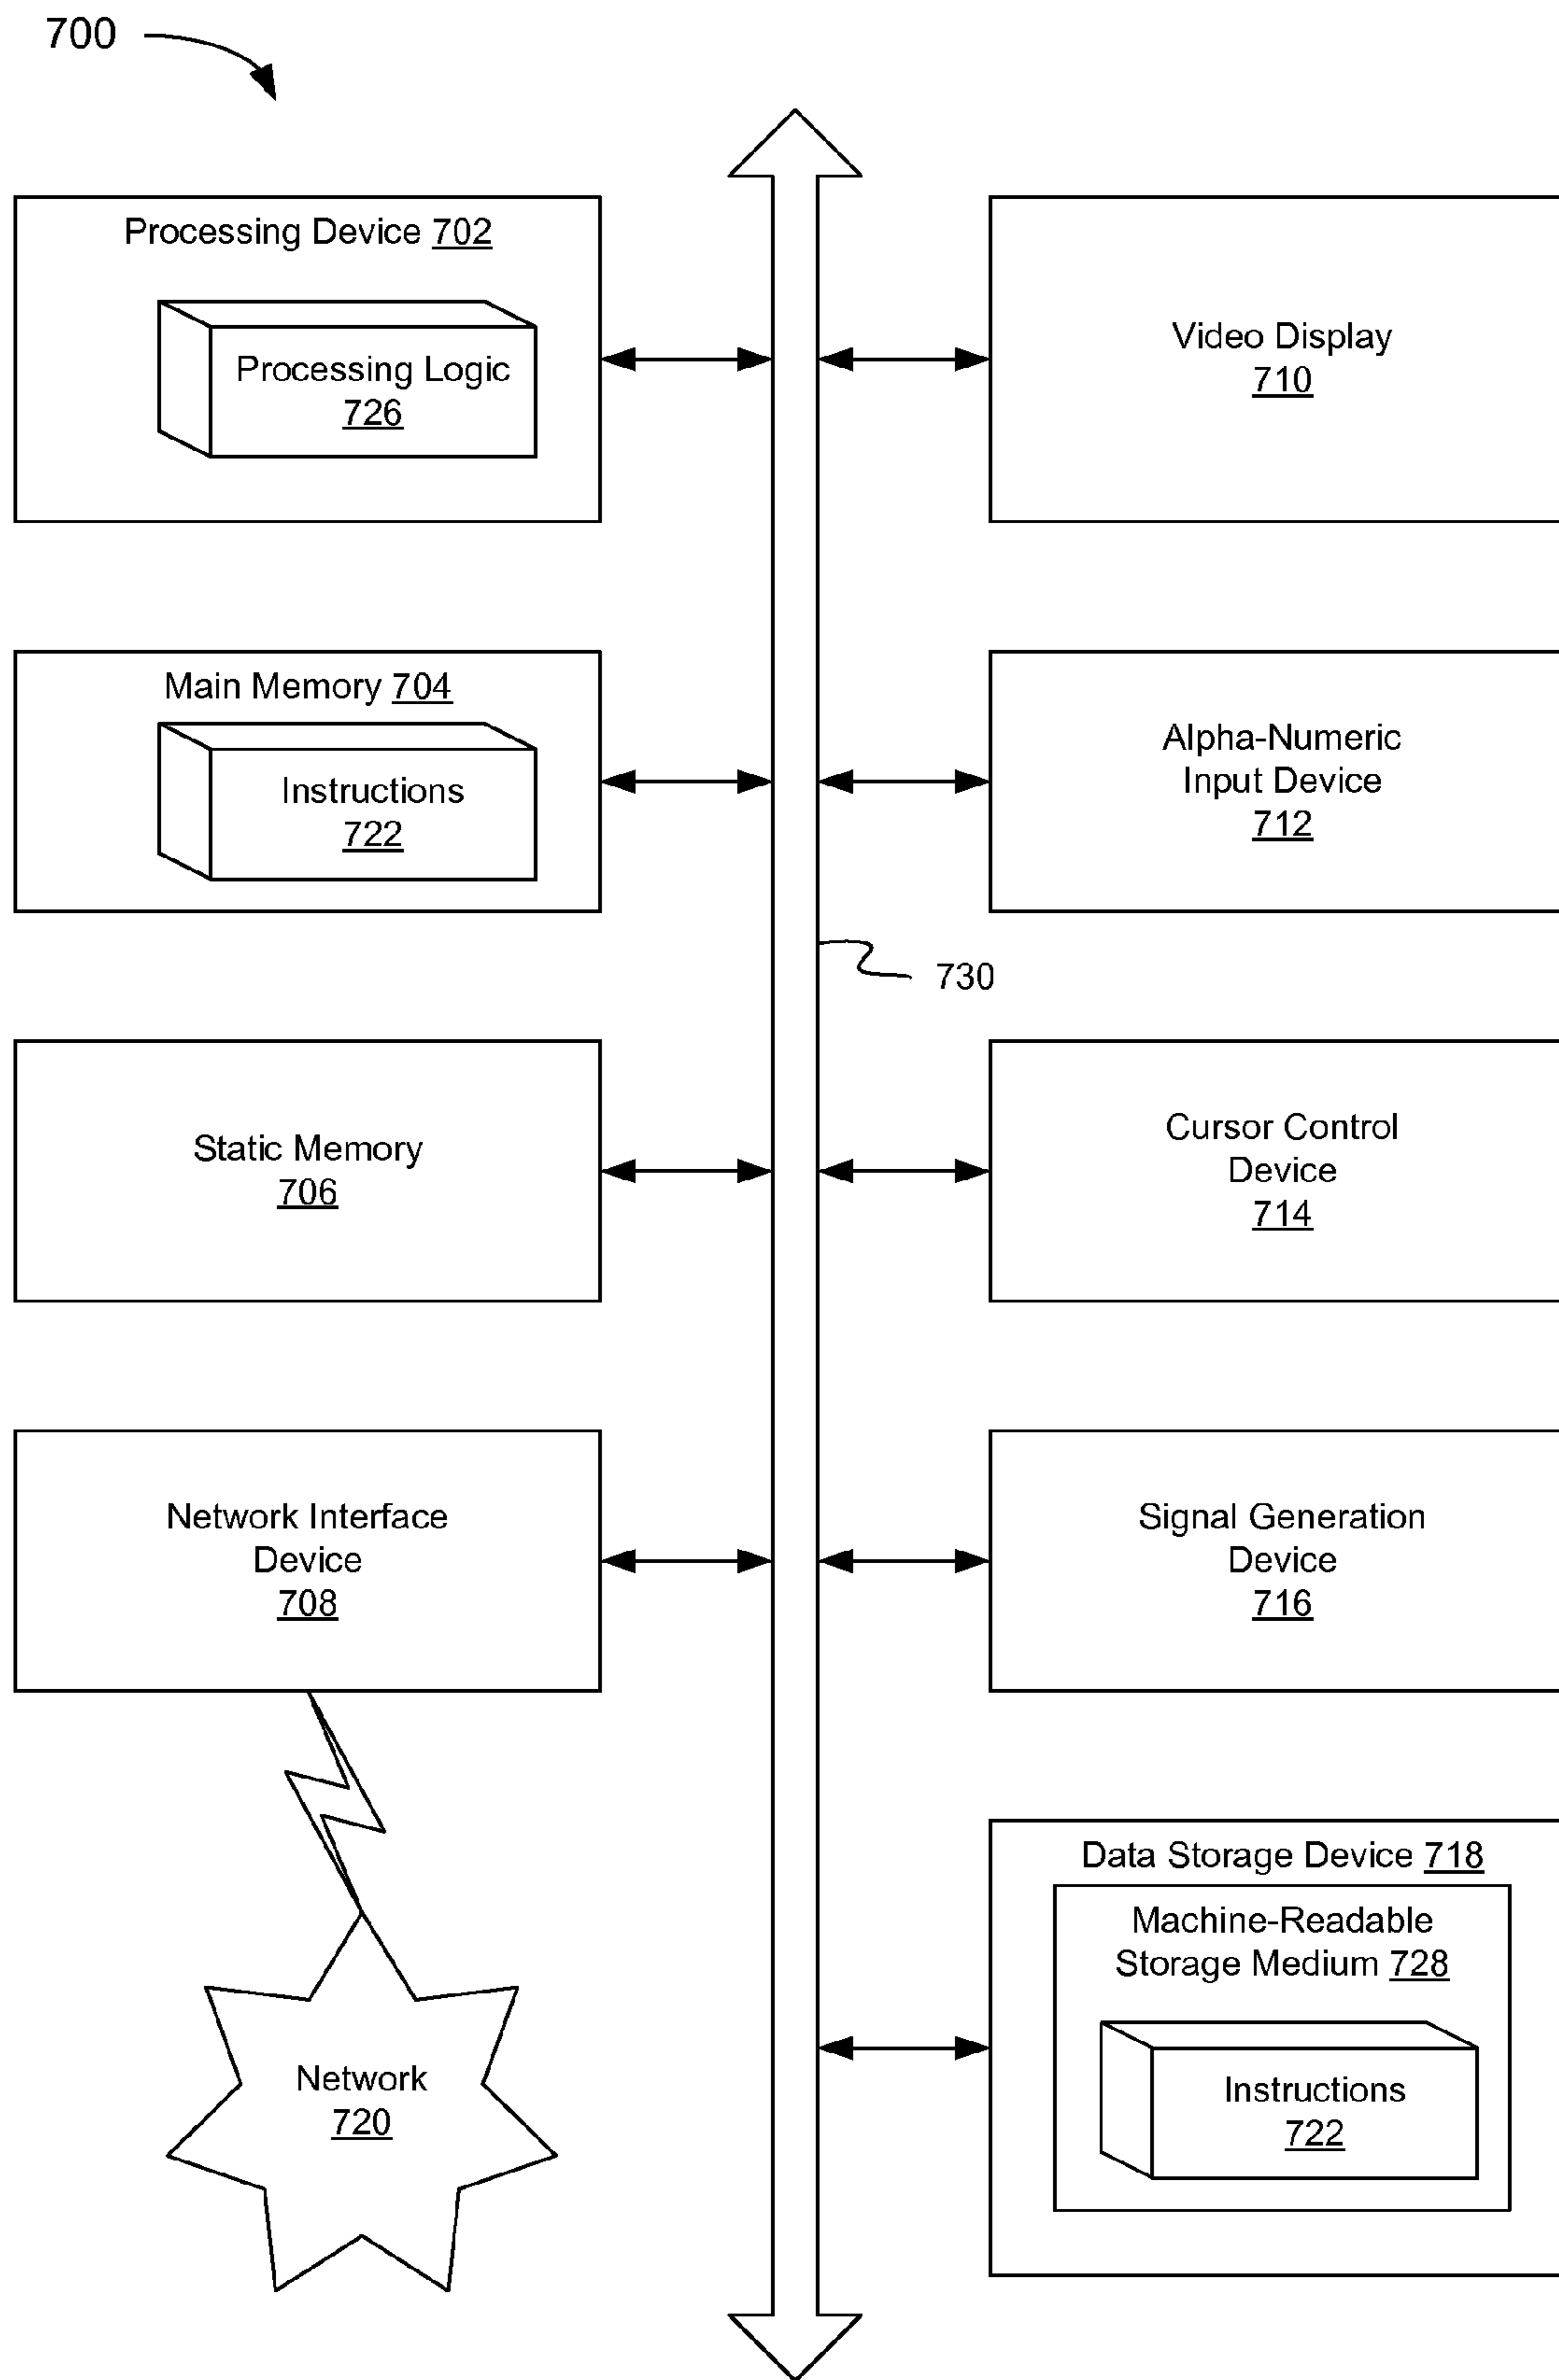 700
Processing Device 702
Processing Logic
726
Main Memory 704
Instructions
722
Static Memory
706
Network Interface
Device
708
Network
720
Video Display
710
Alpha-Numeric
Input Device
712
730
Cursor Control
Device
714
Signal Generation
Device
716
Data Storage Device 718
Machine-Readable
Storage Medium 728
Instructions
722